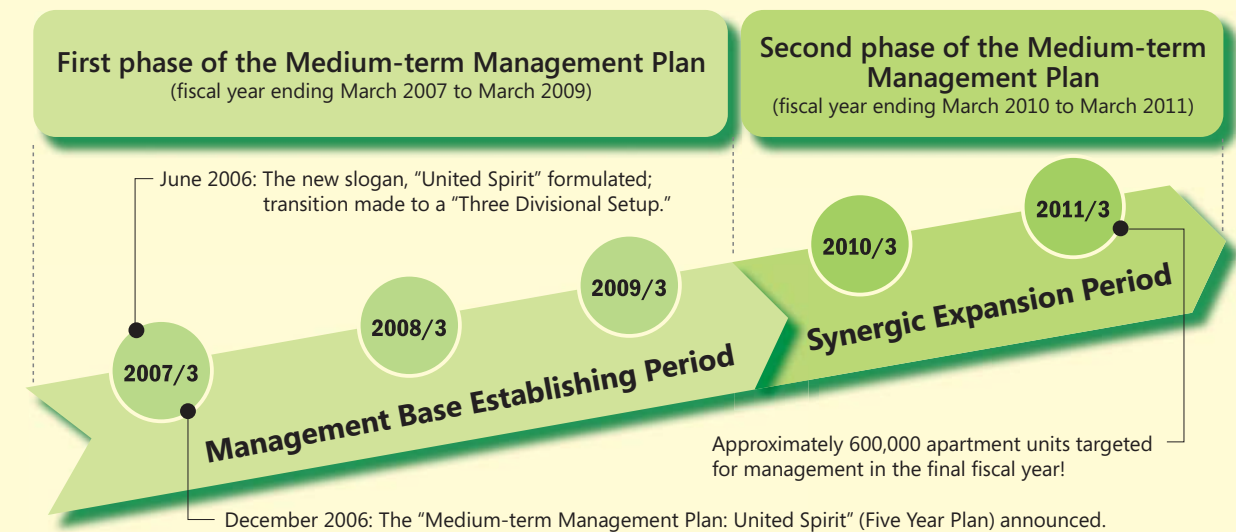 First phase of the Medium-term Management Plan
(fiscal year ending March 2007 to March 2009)
Second phase of the Medium-term
Management Plan
(fiscal year ending March 2010 to March 2011)
June 2006: The new slogan, “United Spirit” formulated;
transition made to a “Three Divisional Setup.”
2007/3
2008/3
2009/3
2010/3
2011/3
Management Base Establishing Period
Synergic Expansion Period
Approximately 600,000 apartment units targeted
for management in the final fiscal year!
December 2006: The “Medium-term Management Plan: United Spirit” (Five Year Plan) announced.